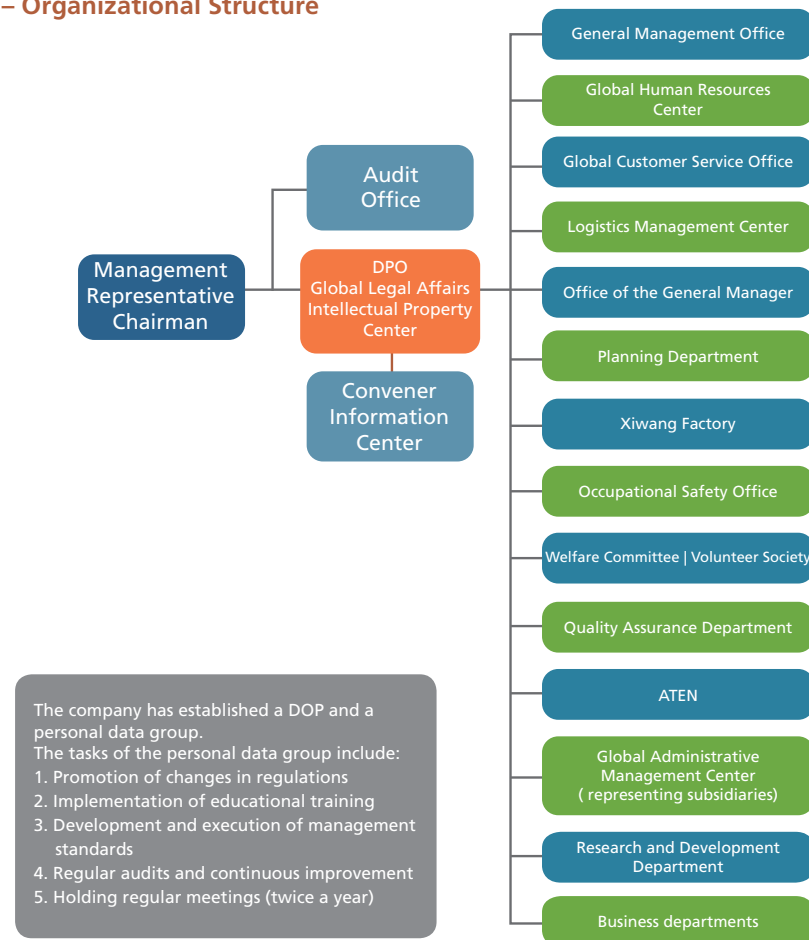 – Organizational Structure
General Management Office
Global Human Resources
Center
Audit
Office
Global Customer Service Office
Logistics Management Center
Management
Representative
Chairman
DPO
Global Legal Affairs
Intellectual Property
Center
Office of the General Manager
Planning Department
Convener
Information
Center
Xiwang Factory
Occupational Safety Office
Welfare Committee | Volunteer Society
Quality Assurance Department
ATEN
Global Administrative
Management Center
( representing subsidiaries)
Research and Development
Department
Business departments
The company has established a DOP and a
personal data group.
The tasks of the personal data group include:
1. Promotion of changes in regulations
2. Implementation of educational training
3. Development and execution of management
standards
4. Regular audits and continuous improvement
5. Holding regular meetings (twice a year)